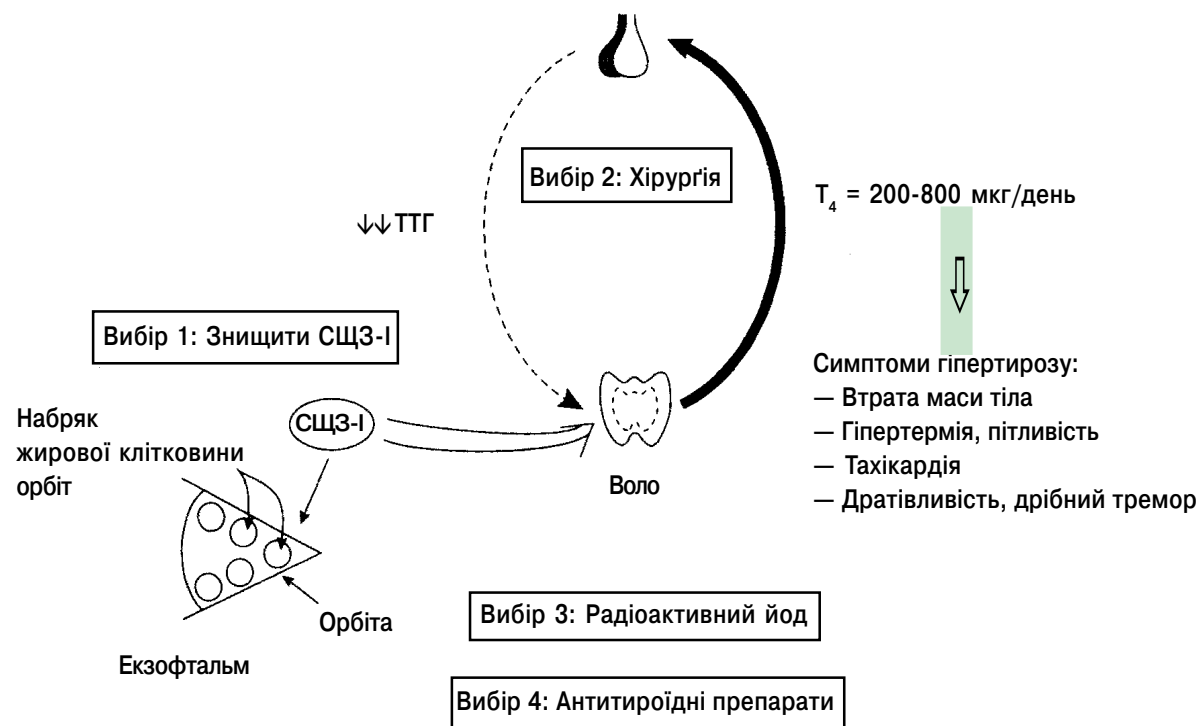 Вибір 2: Хірурґія
T₄ = 200-800 мкг/день
↓↓ТТГ
Вибір 1: Знищити СЩЗ-І
Симптоми гіпертирозу:
— Втрата маси тіла
— Гіпертермія, пітливість
— Тахікардія
— Дратівливість, дрібний тремор
Набряк
жирової клітковини
орбіт
СЩЗ-І
Воло
Орбіта
Екзофтальм
Вибір 3: Радіоактивний йод
Вибір 4: Антитироїдні препарати